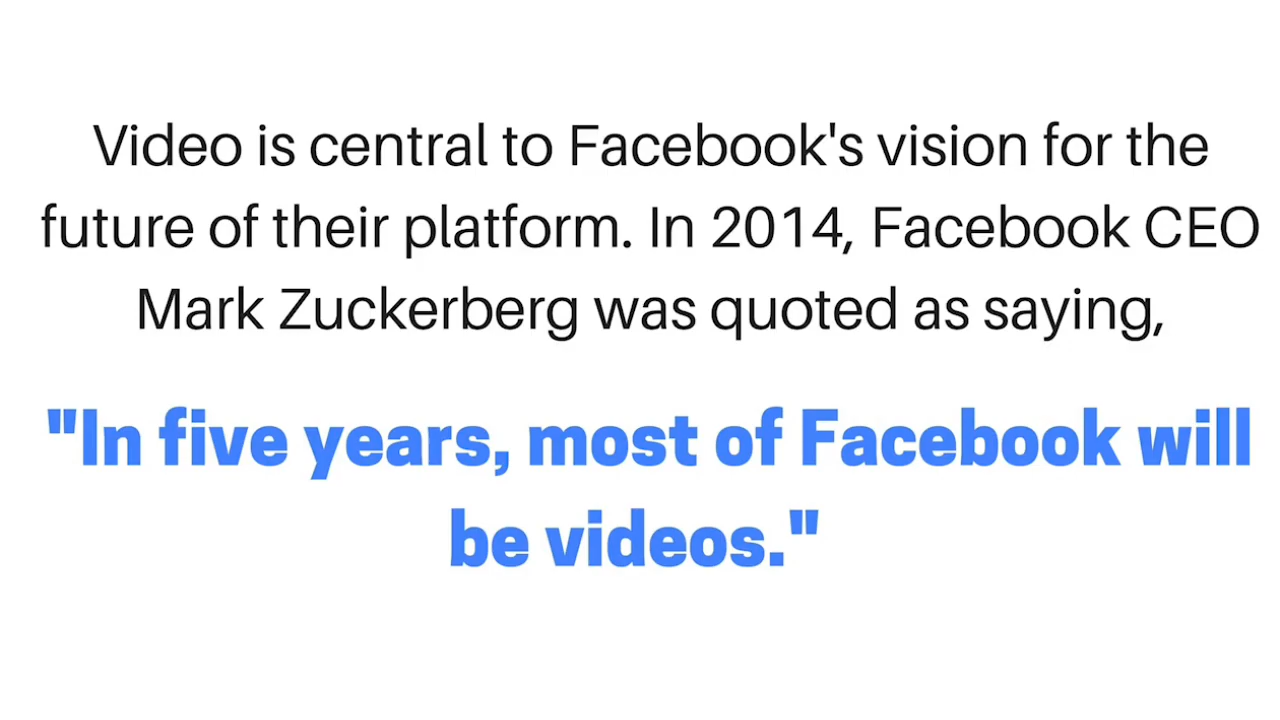 Video is central to Facebook's vision for the
future of their platform. In 2014, Facebook CEO
Mark Zuckerberg was quoted as saying,
"In five years, most of Facebook will
be videos."